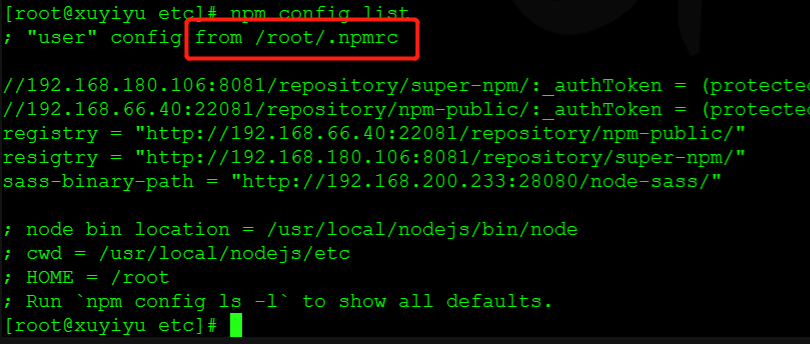 [root@xuyiyu etc]# npm config list
; "user" config from /root/.npmrc
//192.168.180.106:8081/repository/super-npm/:_authToken = (protected
//192.168.66.40:22081/repository/npm-public/:_authToken = (protected
registry = "http://192.168.66.40:22081/repository/npm-public/"
resigtry = "http://192.168.180.106:8081/repository/super-npm/"
sass-binary-path = "http://192.168.200.233:28080/node-sass/"
; node bin location = /usr/local/nodejs/bin/node
; cwd = /usr/local/nodejs/etc
; HOME = /root
; Run `npm config ls -l` to show all defaults.
[root@xuyiyu etc]#